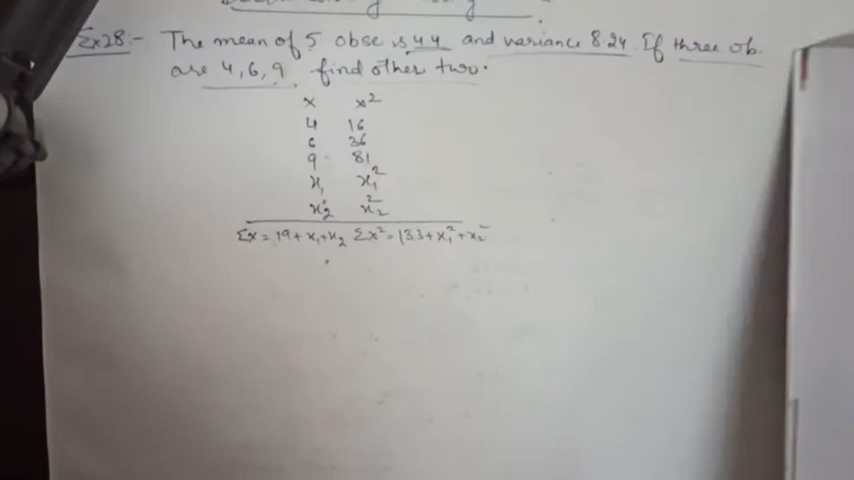 Ex28:- The mean of 5 obse is 4.4 and variance 8.24 If three ob.
are 4, 6, 9. find other two.
x x²
4 16
6 36
9 81
x₁ x₁²
x₂ x₂²
Σx = 19 + x₁ + x₂ Σx² = 133 + x₁² + x₂²